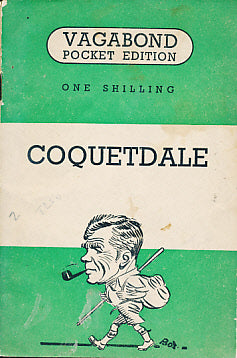 VAGABOND
POCKET EDITION
ONE SHILLING
COQUETDALE